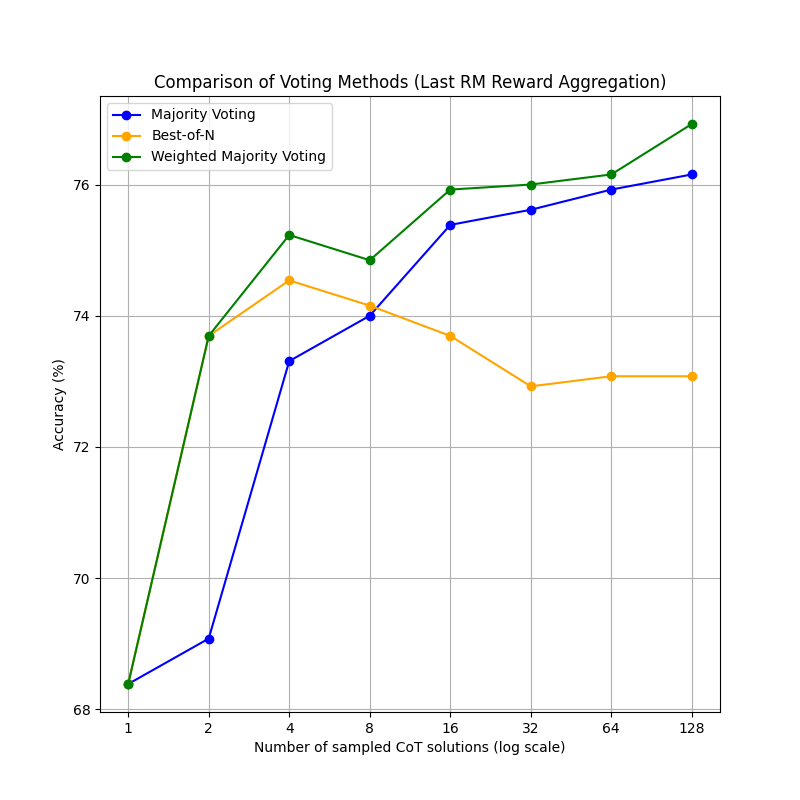 Comparison of Voting Methods (Last RM Reward Aggregation)
Majority Voting
Best-of-N
Weighted Majority Voting
76
74
72
70
68
Accuracy (%)
1 2 4 8 16 32 64 128
Number of sampled CoT solutions (log scale)